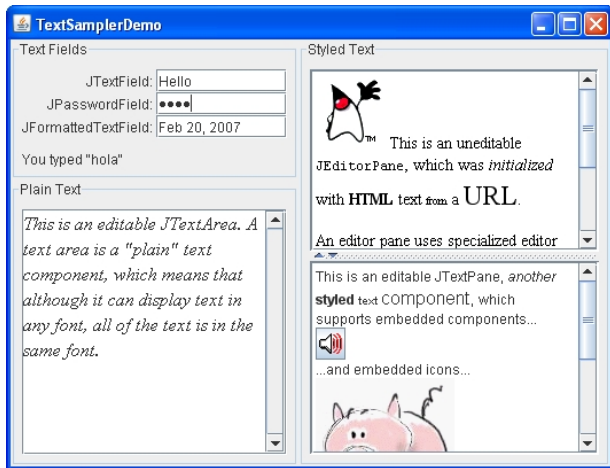 TextSamplerDemo
Text Fields
JTextField: Hello
JPasswordField: ●●●●
JFormattedTextField: Feb 20, 2007
You typed "hola"
Plain Text
This is an editable JTextArea. A
text area is a "plain" text
component, which means that
although it can display text in
any font, all of the text is in the
same font.
Styled Text
TM This is an uneditable
JEditorPane, which was initialized
with HTML text from a URL.
An editor pane uses specialized editor
This is an editable JTextPane, another
styled text component, which
supports embedded components...
...and embedded icons...